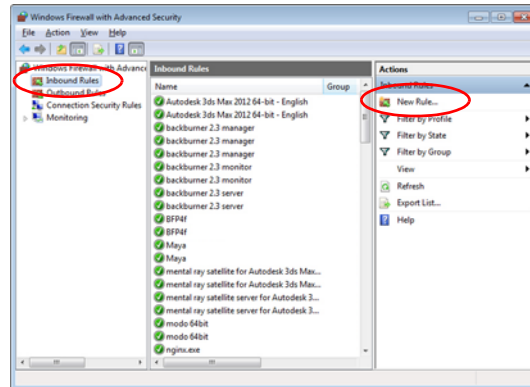 Windows Firewall with Advanced Security
File Action View Help
Windows Firewall with Advance
Inbound Rules
Outbound Rules
Connection Security Rules
Monitoring
Inbound Rules
Name Group
Autodesk 3ds Max 2012 64-bit - English
Autodesk 3ds Max 2012 64-bit - English
backburner 2.3 manager
backburner 2.3 manager
backburner 2.3 monitor
backburner 2.3 monitor
backburner 2.3 server
backburner 2.3 server
BFP4f
BFP4f
Maya
Maya
mental ray satellite for Autodesk 3ds Max...
mental ray satellite for Autodesk 3ds Max...
mental ray satellite server for Autodesk 3...
mental ray satellite server for Autodesk 3...
modo 64bit
modo 64bit
nginx.exe
Actions
Inbound Rules
New Rule...
Filter by Profile
Filter by State
Filter by Group
View
Refresh
Export List...
Help